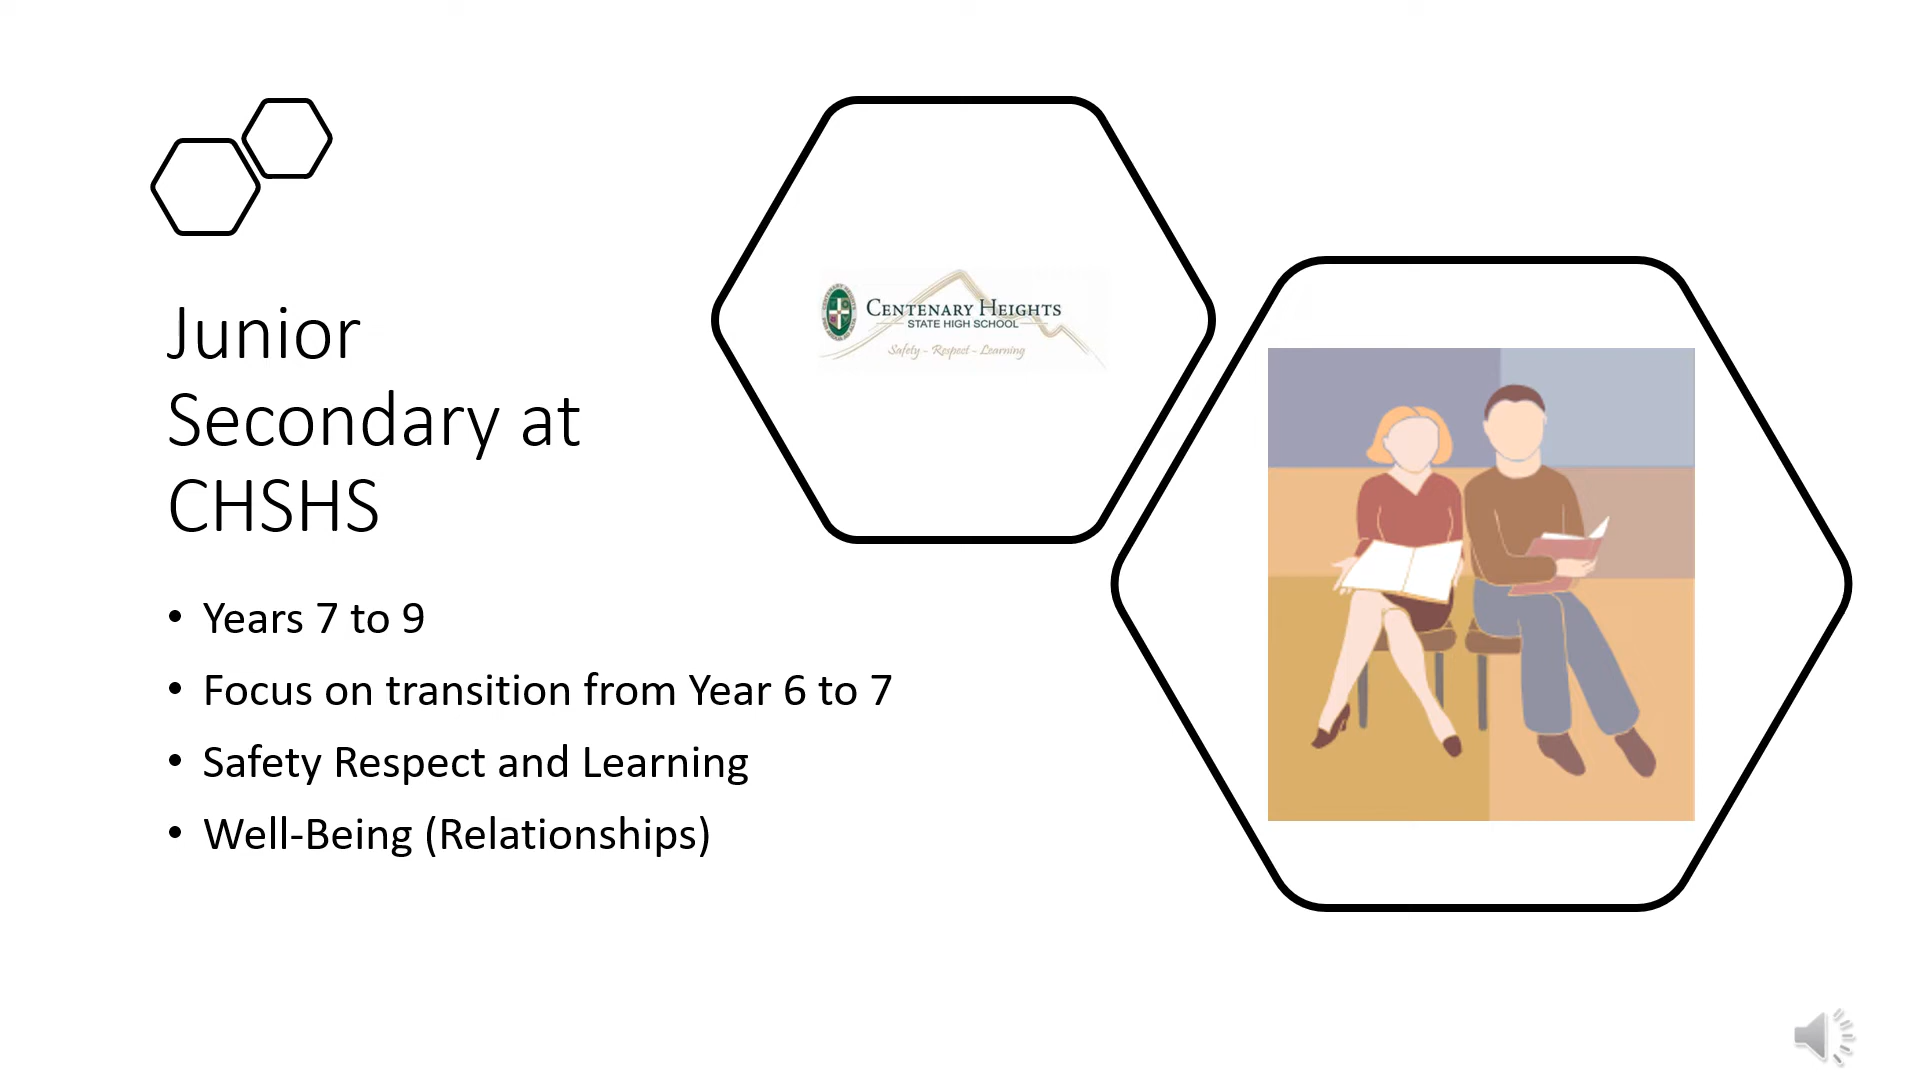 Junior
Secondary at
CHSHS
• Years 7 to 9
• Focus on transition from Year 6 to 7
• Safety Respect and Learning
• Well-Being (Relationships)
CENTENARY HEIGHTS
STATE HIGH SCHOOL
Safety - Respect - Learning